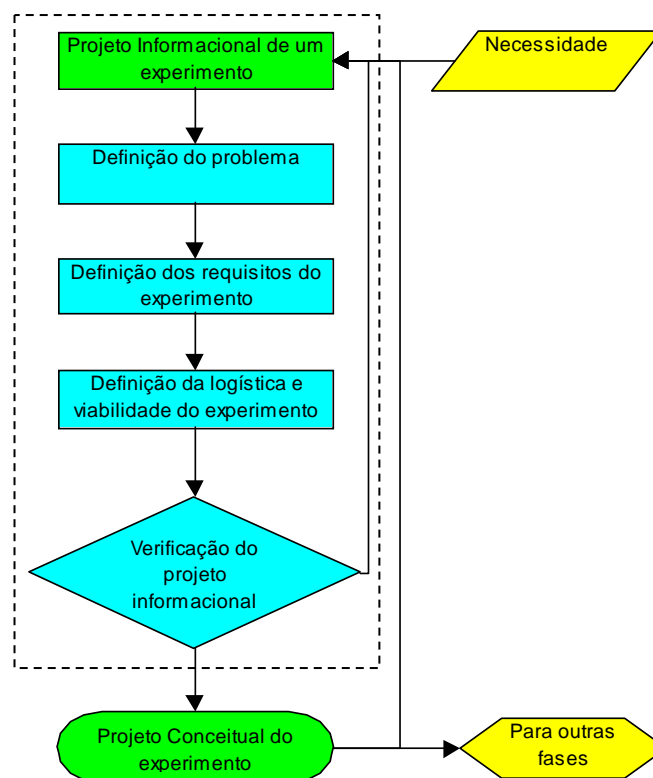 Projeto Informacional de um
experimento
Necessidade
Definição do problema
Definição dos requisitos do
experimento
Definição da logística e
viabilidade do experimento
Verificação do
projeto
informacional
Projeto Conceitual do
experimento
Para outras
fases